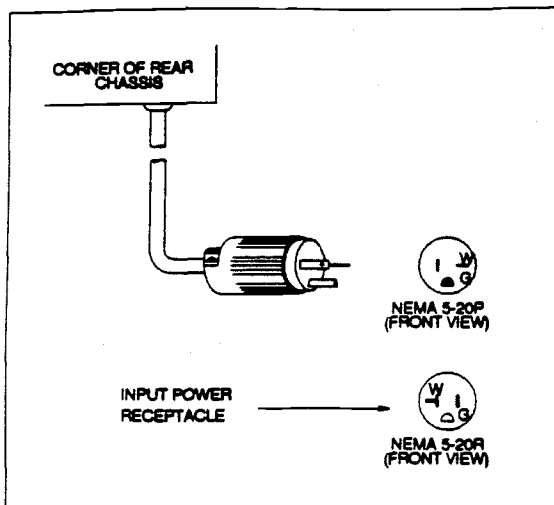 CORNER OF REAR
CHASSIS
W
G
NEMA 5-20P
(FRONT VIEW)
INPUT POWER
RECEPTACLE
W
G
NEMA 5-20R
(FRONT VIEW)